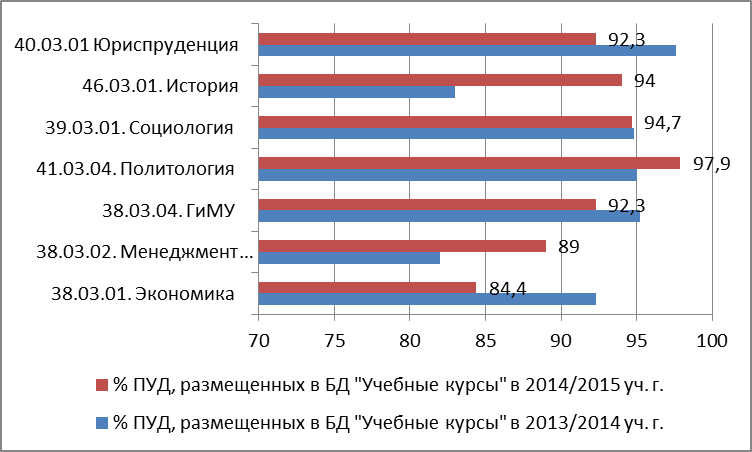 40.03.01 Юриспруденция 92,3
46.03.01. История 94
39.03.01. Социология 94,7
41.03.04. Политология 97,9
38.03.04. ГиМУ 92,3
38.03.02. Менеджмент... 89
38.03.01. Экономика 84,4
70 75 80 85 90 95 100
% ПУД, размещенных в БД "Учебные курсы" в 2014/2015 уч. г.
% ПУД, размещенных в БД "Учебные курсы" в 2013/2014 уч. г.